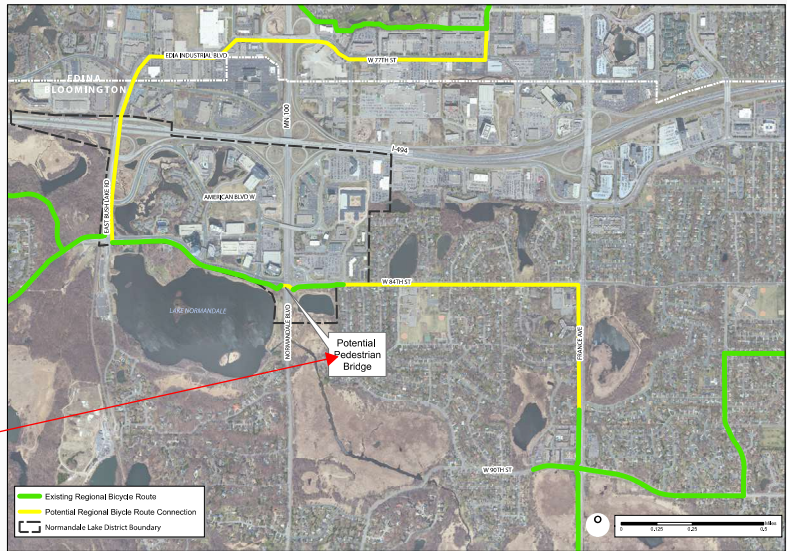 EDIA INDUSTRIAL BLVD
W 77TH ST
EDINA
BLOOMINGTON
MN 100
I-494
EAST BUSH LAKE RD
AMERICAN BLVD W
W 84TH ST
LAKE NORMANDALE
NORMANDALE BLVD
FRANCE AVE
Potential
Pedestrian
Bridge
W 90TH ST
Existing Regional Bicycle Route
Potential Regional Biycle Route Connection
Normandale Lake District Boundary
Miles
0
0.125
0.25
0.5